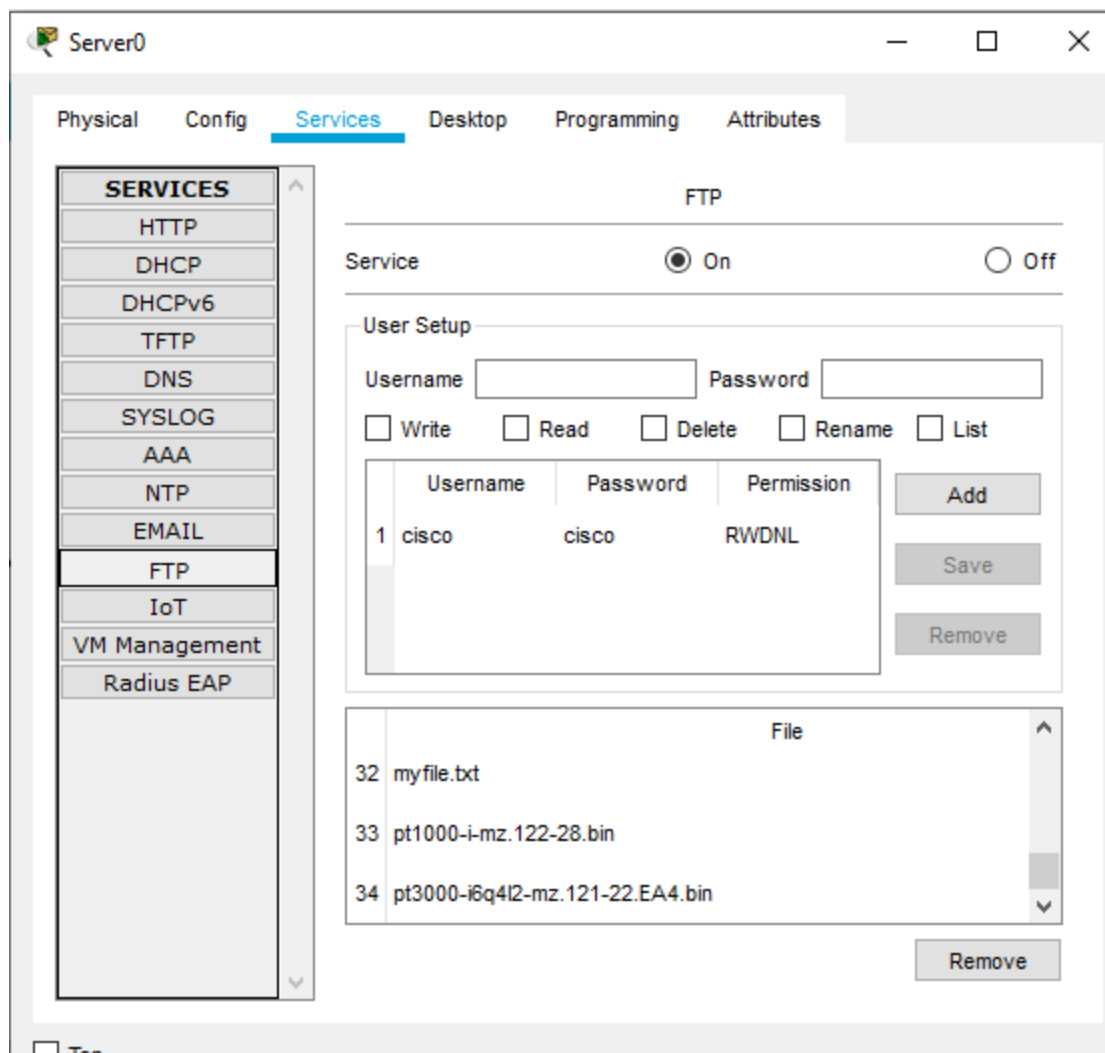 Server0
Physical Config Services Desktop Programming Attributes
SERVICES
HTTP
DHCP
DHCPv6
TFTP
DNS
SYSLOG
AAA
NTP
EMAIL
FTP
IoT
VM Management
Radius EAP
FTP
Service On Off
User Setup
Username Password
Write Read Delete Rename List
Username Password Permission
1 cisco cisco RWDNL
Add
Save
Remove
File
32 myfile.txt
33 pt1000-i-mz.122-28.bin
34 pt3000-i6q4l2-mz.121-22.EA4.bin
Remove
Top